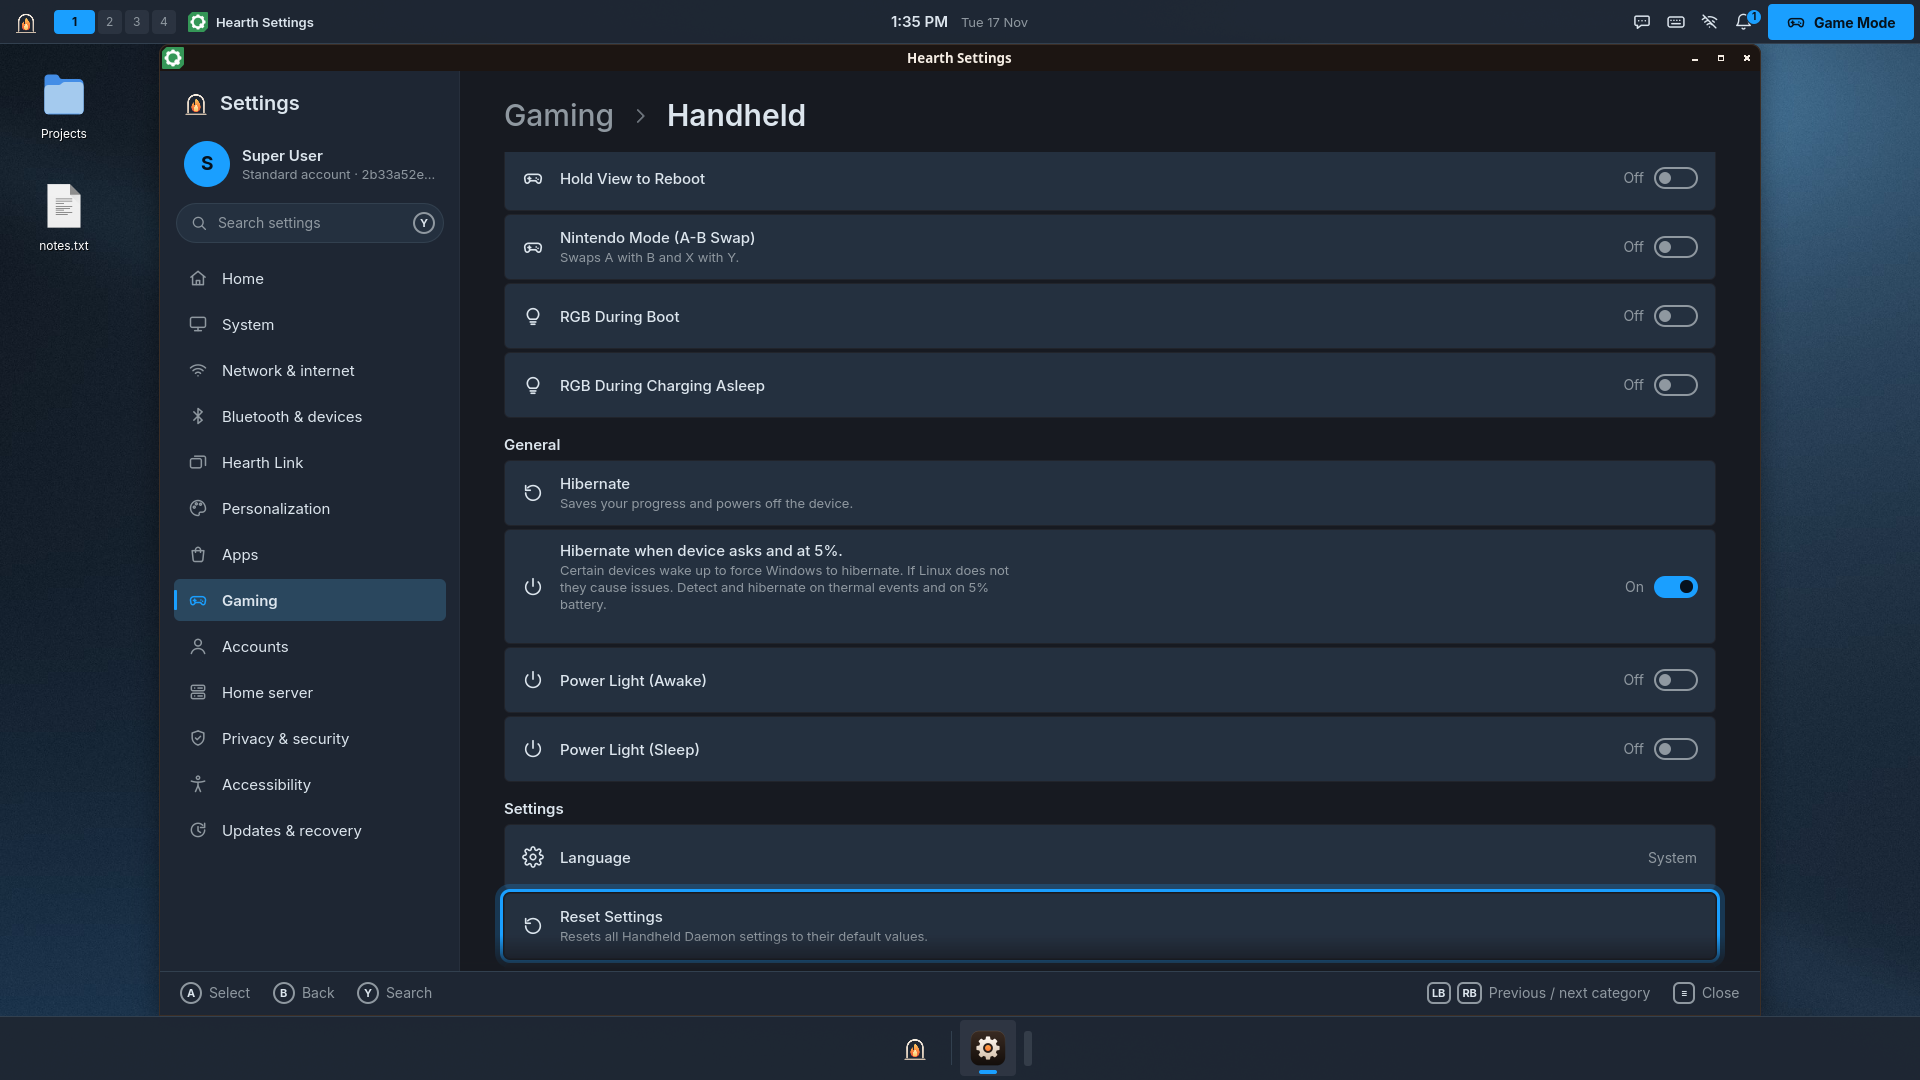 1
2
3
4
Hearth Settings
1:35 PM Tue 17 Nov
1
Game Mode
Hearth Settings
Projects
notes.txt
Settings
S
Super User
Standard account · 2b33a52e...
Search settings
Y
Home
System
Network & internet
Bluetooth & devices
Hearth Link
Personalization
Apps
Gaming
Accounts
Home server
Privacy & security
Accessibility
Updates & recovery
Gaming > Handheld
Hold View to Reboot
Off
Nintendo Mode (A-B Swap)
Swaps A with B and X with Y.
Off
RGB During Boot
Off
RGB During Charging Asleep
Off
General
Hibernate
Saves your progress and powers off the device.
Hibernate when device asks and at 5%.
Certain devices wake up to force Windows to hibernate. If Linux does not
they cause issues. Detect and hibernate on thermal events and on 5%
battery.
On
Power Light (Awake)
Off
Power Light (Sleep)
Off
Settings
Language
System
Reset Settings
Resets all Handheld Daemon settings to their default values.
A Select
B Back
Y Search
LB RB Previous / next category
Close